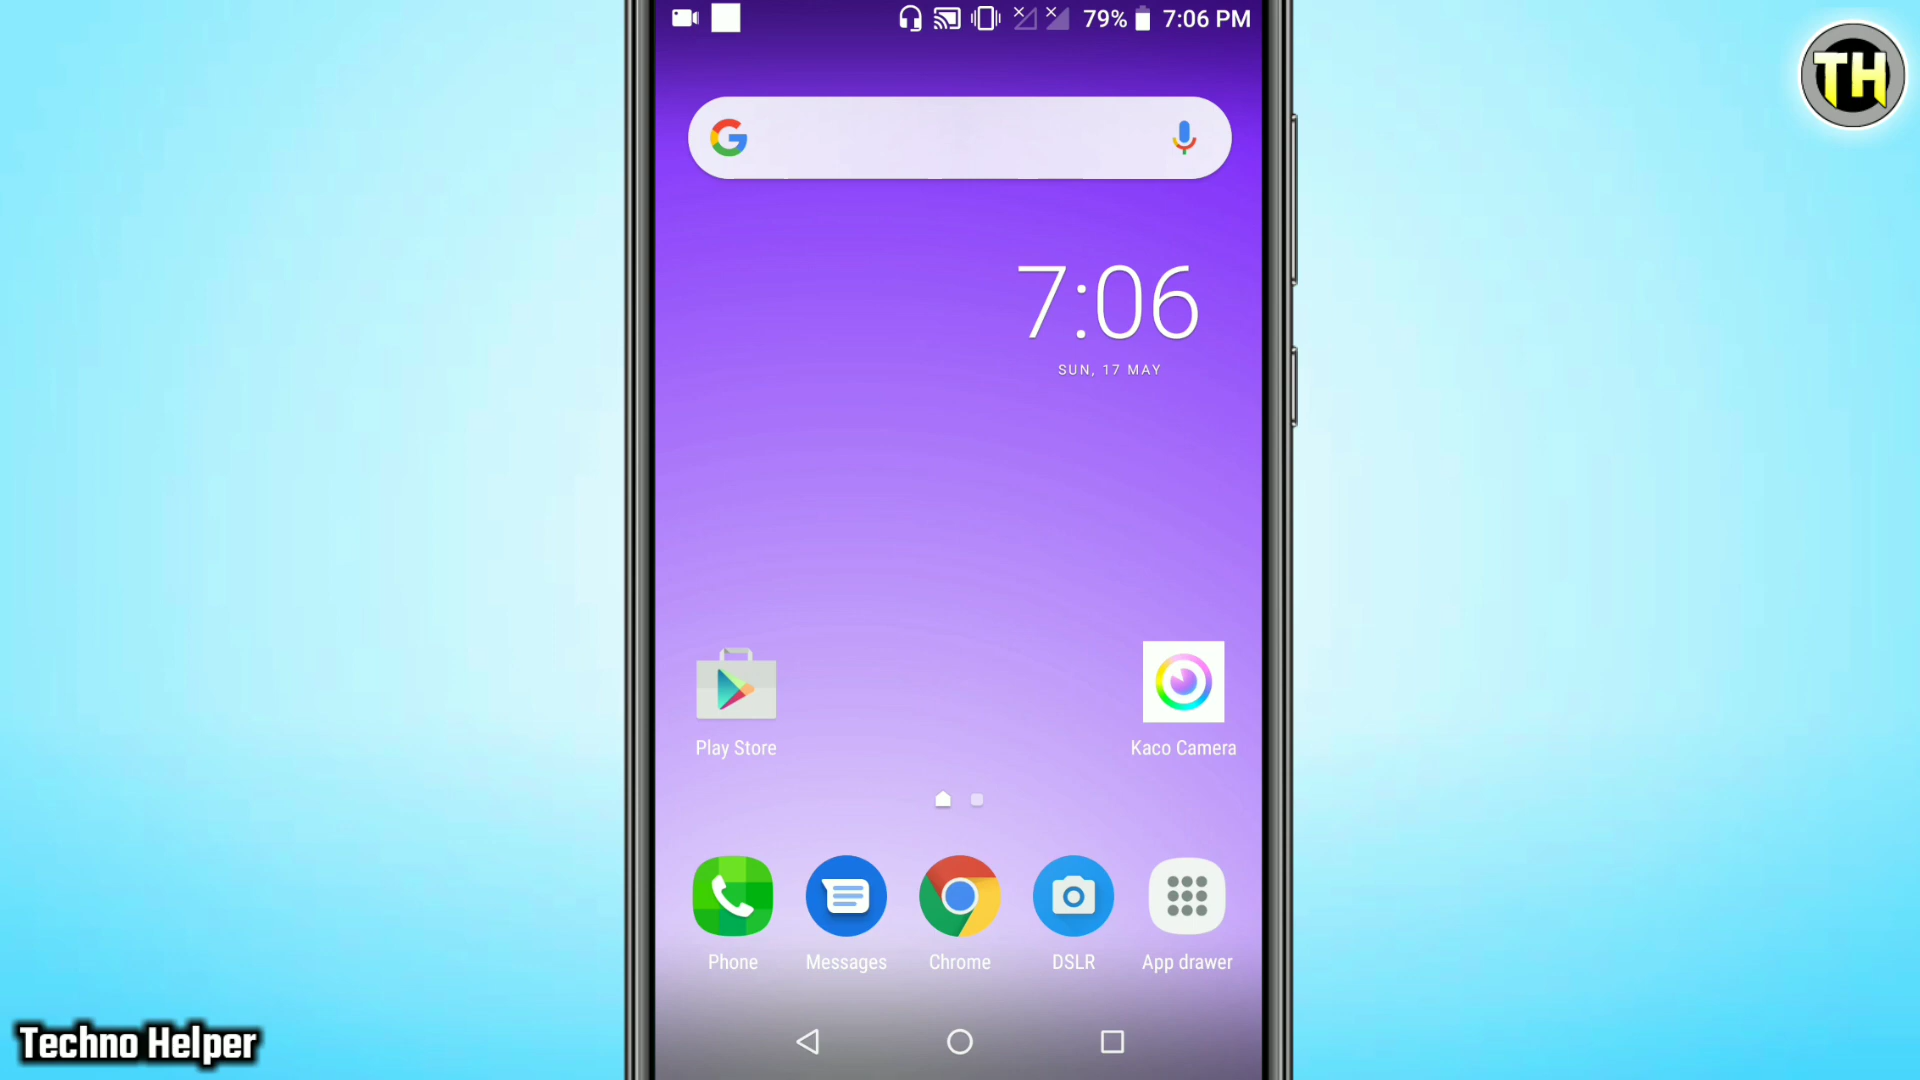 79% 7:06 PM
TH
7:06
SUN, 17 MAY
Play Store
Kaco Camera
Phone
Messages
Chrome
DSLR
App drawer
Techno Helper